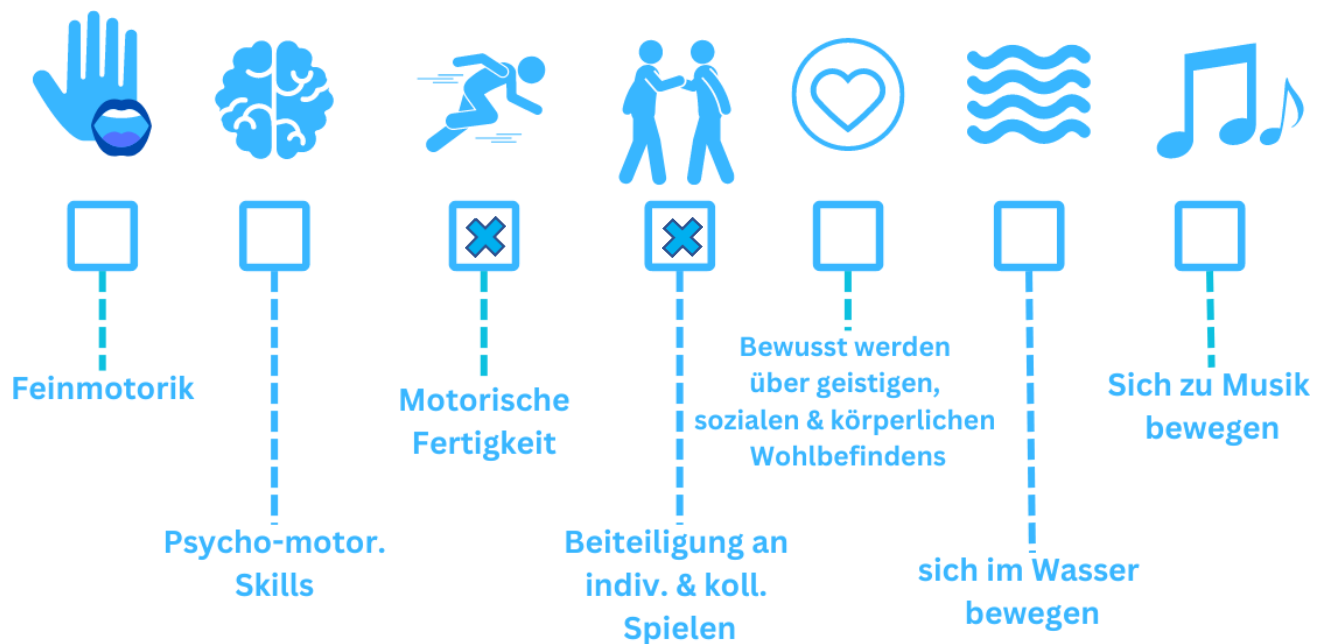 Feinmotorik
Psycho-motor.
Skills
Motorische
Fertigkeit
Beiteiligung an
indiv. & koll.
Spielen
Bewusst werden
über geistigen,
sozialen & körperlichen
Wohlbefindens
sich im Wasser
bewegen
Sich zu Musik
bewegen